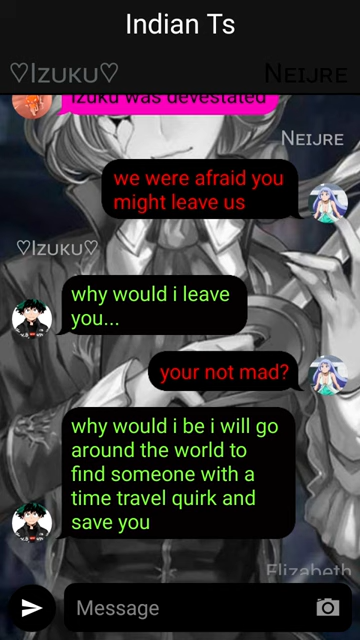 Indian Ts
♡Izuku♡
Neijre
Izuku was devestated
Neijre
we were afraid you
might leave us
♡Izuku♡
why would i leave
you...
your not mad?
why would i be i will go
around the world to
find someone with a
time travel quirk and
save you
Elizabeth
Message